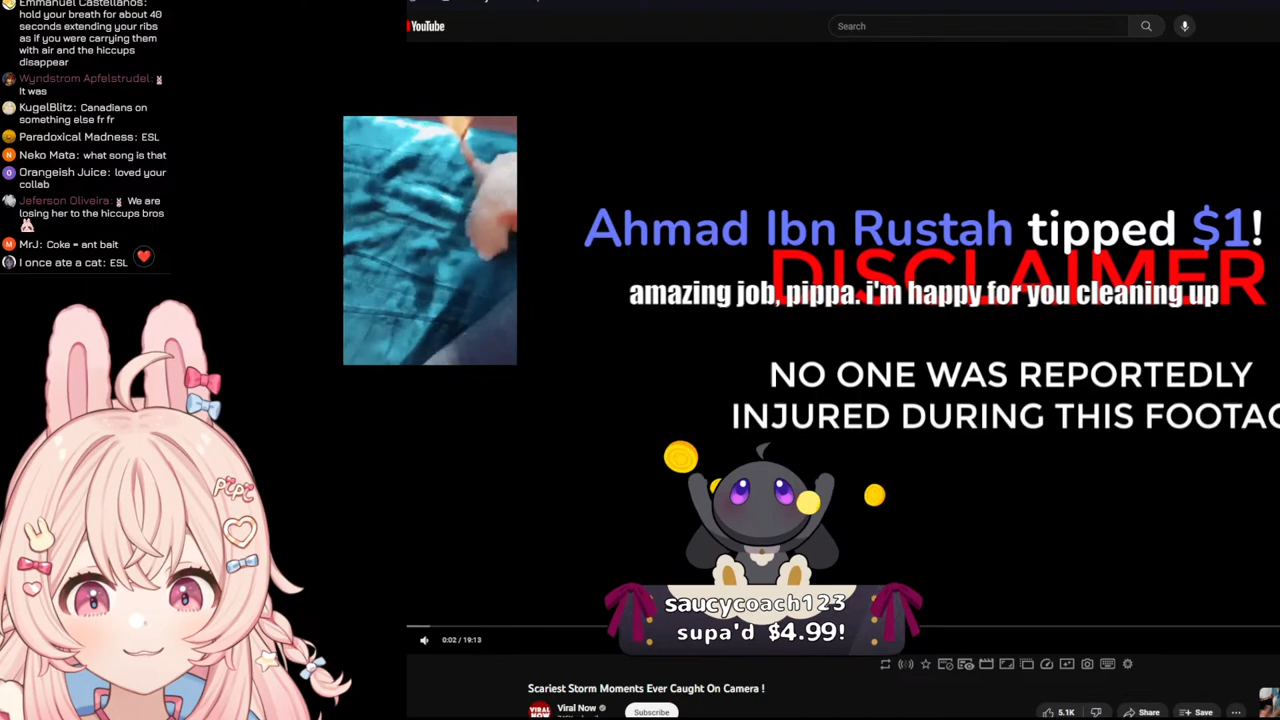 Emmanuel Castellanos:
hold your breath for about 40
seconds extending your ribs
as if you were carrying them
with air and the hiccups
disappear
Wyndstrom Apfelstrudel:
It was
KugelBlitz: Canadians on
something else fr fr
Paradoxical Madness: ESL
Neko Mata: what song is that
Orangeish Juice: loved your
collab
Jeferson Oliveira: We are
losing her to the hiccups bros
MrJ: Coke = ant bait
I once ate a cat: ESL
YouTube
Search
Ahmad Ibn Rustah tipped $1!
DISCLAIMER
amazing job, pippa. i'm happy for you cleaning up
NO ONE WAS REPORTEDLY
INJURED DURING THIS FOOTAG
PiPi
saucycoach123
supa'd $4.99!
0:02 / 19:13
Scariest Storm Moments Ever Caught On Camera !
VIRAL NOW
Viral Now
Subscribe
5.1K
Share
Save